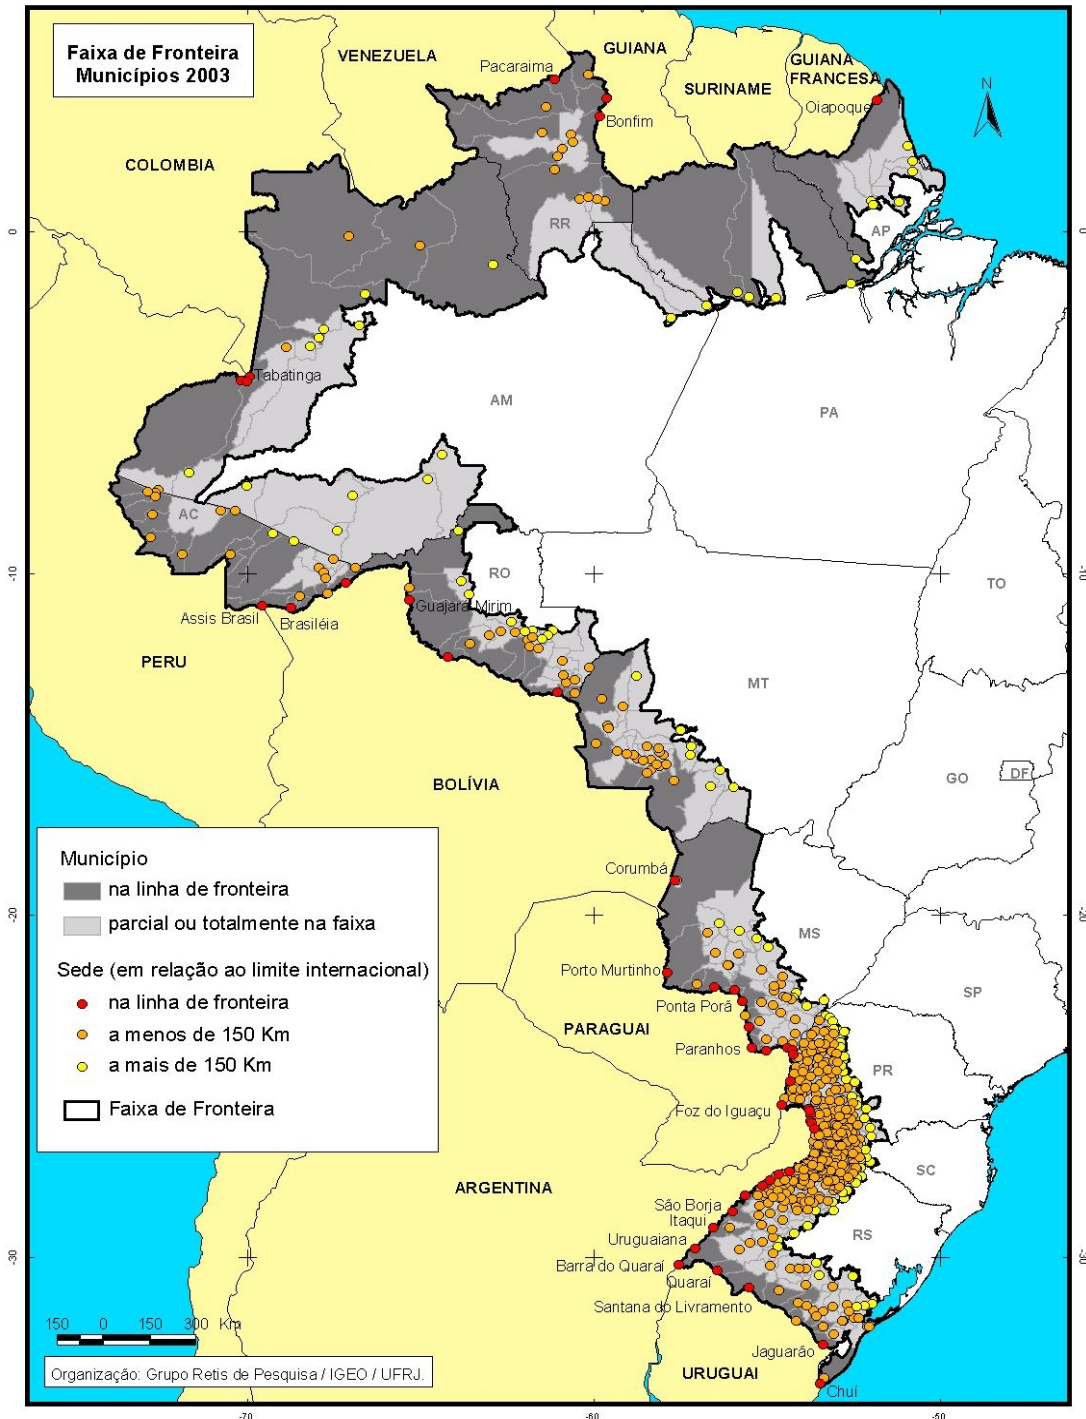 Faixa de Fronteira
Municípios 2003
VENEZUELA
GUIANA
GUIANA
FRANCESA
SURINAME
COLOMBIA
Pacaraima
Bonfim
Oiapoque
N
RR
AP
0
0
Tabatinga
AM
PA
AC
RO
TO
-10
-10
Assis Brasil
Brasiléia
Guajará Mirim
PERU
MT
BOLÍVIA
GO
DF
Corumbá
-20
-20
MS
SP
Porto Murtinho
Ponta Porã
PARAGUAI
Paranhos
PR
Foz do Iguaçu
SC
ARGENTINA
São Borja
Itaqui
RS
Uruguaiana
-30
-30
Barra do Quaraí
Quaraí
Santana do Livramento
Jaguarão
URUGUAI
Chuí
Município
na linha de fronteira
parcial ou totalmente na faixa
Sede (em relação ao limite internacional)
na linha de fronteira
a menos de 150 Km
a mais de 150 Km
Faixa de Fronteira
150 0 150 300 Km
Organização: Grupo Retis de Pesquisa / IGEO / UFRJ.
-70 -60 -50